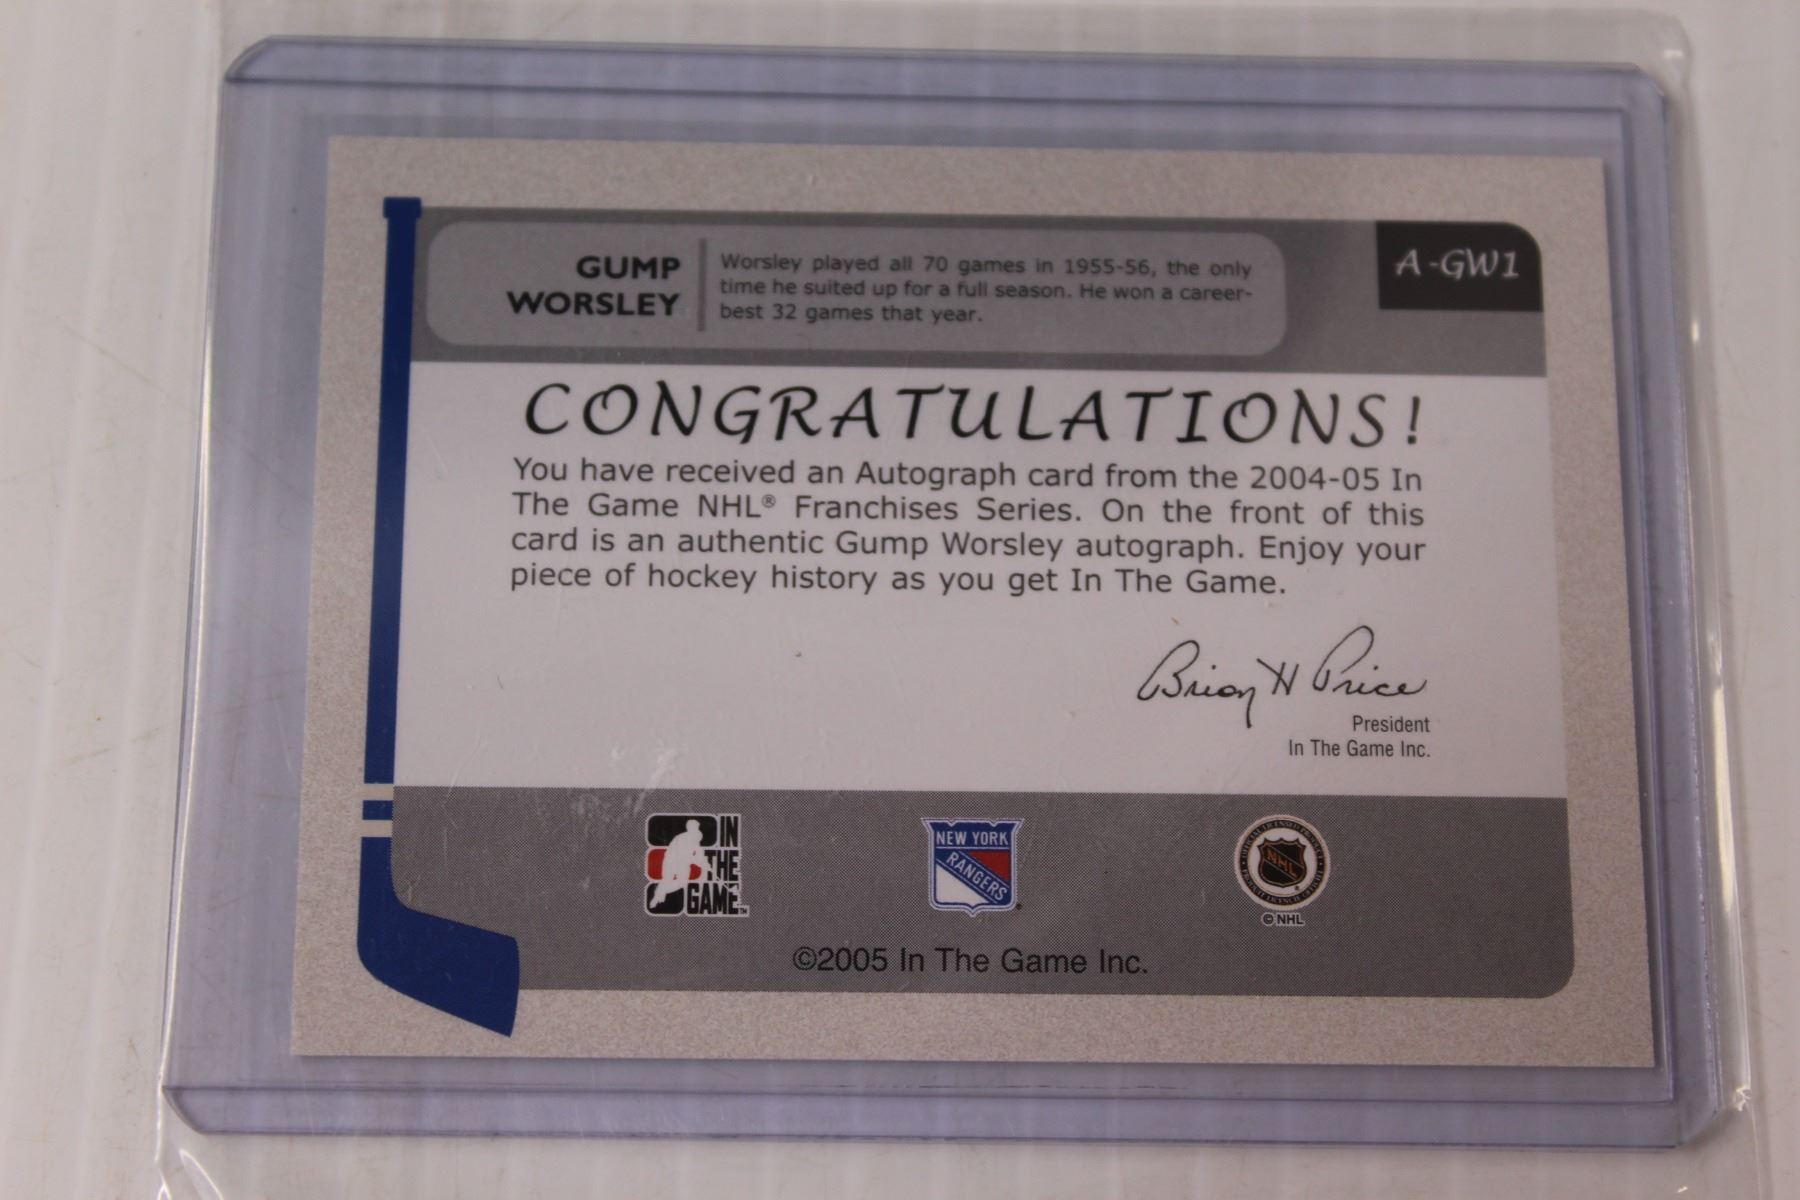 GUMP
WORSLEY
Worsley played all 70 games in 1955-56, the only
time he suited up for a full season. He won a career-
best 32 games that year.
A-GW1
CONGRATULATIONS!
You have received an Autograph card from the 2004-05 In
The Game NHL® Franchises Series. On the front of this
card is an authentic Gump Worsley autograph. Enjoy your
piece of hockey history as you get In The Game.
Brian H Price
President
In The Game Inc.
IN
THE
GAME™
NEW YORK
RANGERS
NHL
© NHL
©2005 In The Game Inc.